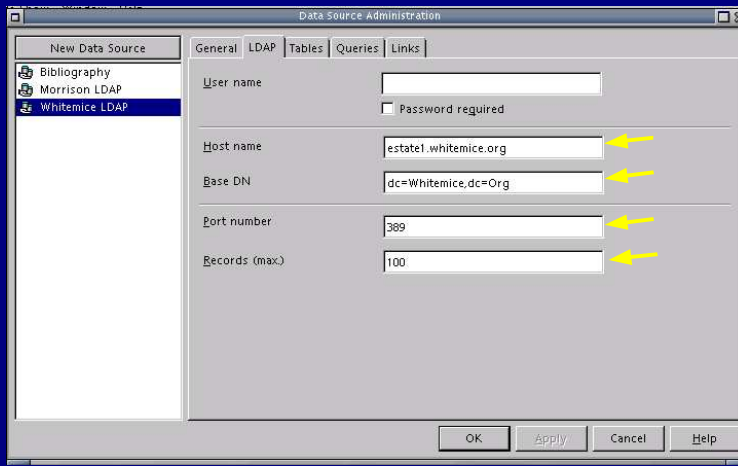 Data Source Administration
New Data Source
General LDAP Tables Queries Links
Bibliography
Morrison LDAP
Whitemice LDAP
User name
Password required
Host name estate1.whitemice.org
Base DN dc=Whitemice,dc=Org
Port number 389
Records (max.) 100
OK Apply Cancel Help